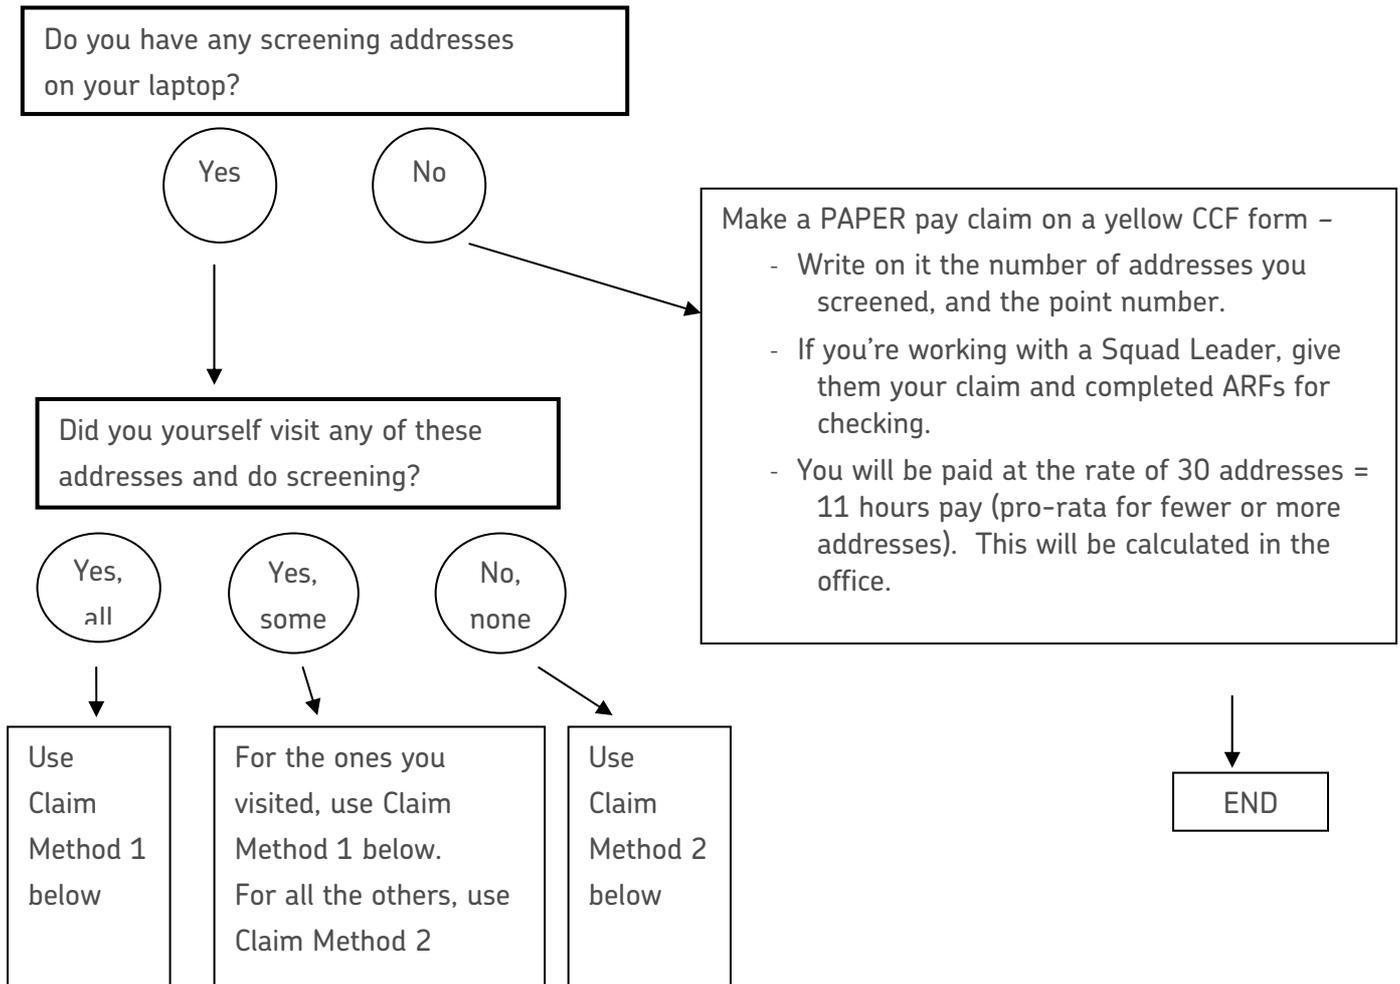 Do you have any screening addresses
on your laptop?
Yes
No
Make a PAPER pay claim on a yellow CCF form –
- Write on it the number of addresses you
screened, and the point number.
- If you’re working with a Squad Leader, give
them your claim and completed ARFs for
checking.
- You will be paid at the rate of 30 addresses =
11 hours pay (pro-rata for fewer or more
addresses).  This will be calculated in the
office.
Did you yourself visit any of these
addresses and do screening?
Yes,
all
Yes,
some
No,
none
Use
Claim
Method 1
below
For the ones you
visited, use Claim
Method 1 below.
For all the others, use
Claim Method 2
Use
Claim
Method 2
below
END